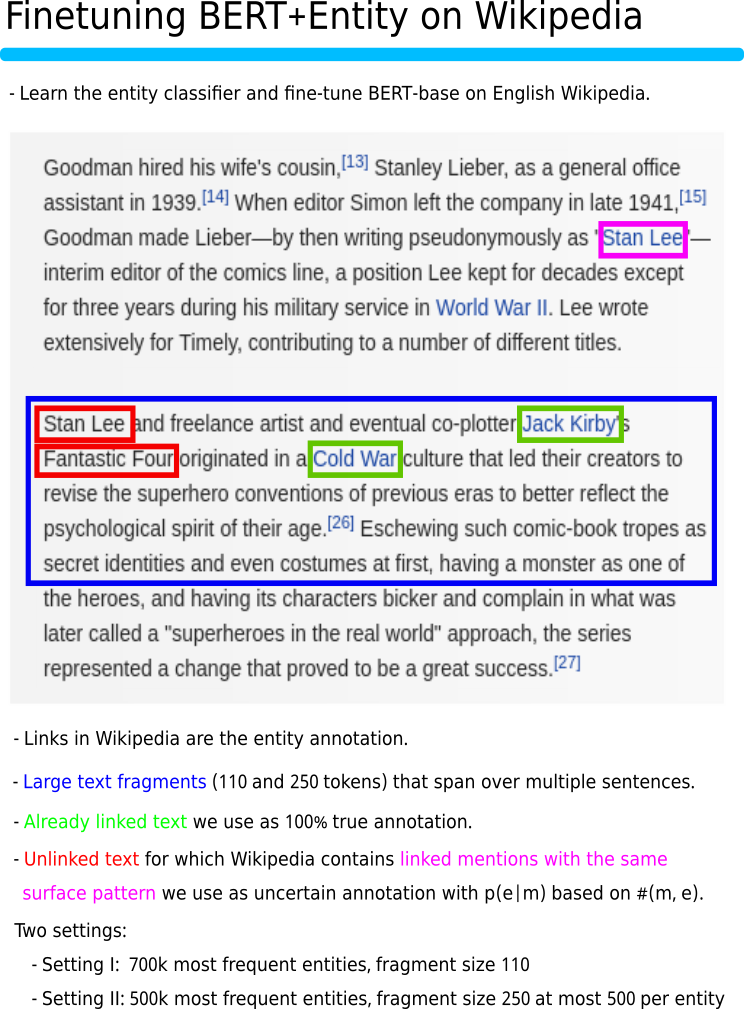 Finetuning BERT+Entity on Wikipedia
- Learn the entity classifier and fine-tune BERT-base on English Wikipedia.
Goodman hired his wife's cousin,[13] Stanley Lieber, as a general office
assistant in 1939.[14] When editor Simon left the company in late 1941,[15]
Goodman made Lieber—by then writing pseudonymously as "Stan Lee"—
interim editor of the comics line, a position Lee kept for decades except
for three years during his military service in World War II. Lee wrote
extensively for Timely, contributing to a number of different titles.
Stan Lee and freelance artist and eventual co-plotter Jack Kirby's
Fantastic Four originated in a Cold War culture that led their creators to
revise the superhero conventions of previous eras to better reflect the
psychological spirit of their age.[26] Eschewing such comic-book tropes as
secret identities and even costumes at first, having a monster as one of
the heroes, and having its characters bicker and complain in what was
later called a "superheroes in the real world" approach, the series
represented a change that proved to be a great success.[27]
- Links in Wikipedia are the entity annotation.
- Large text fragments (110 and 250 tokens) that span over multiple sentences.
- Already linked text we use as 100% true annotation.
- Unlinked text for which Wikipedia contains linked mentions with the same
surface pattern we use as uncertain annotation with p(e|m) based on #(m, e).
Two settings:
- Setting I: 700k most frequent entities, fragment size 110
- Setting II: 500k most frequent entities, fragment size 250 at most 500 per entity